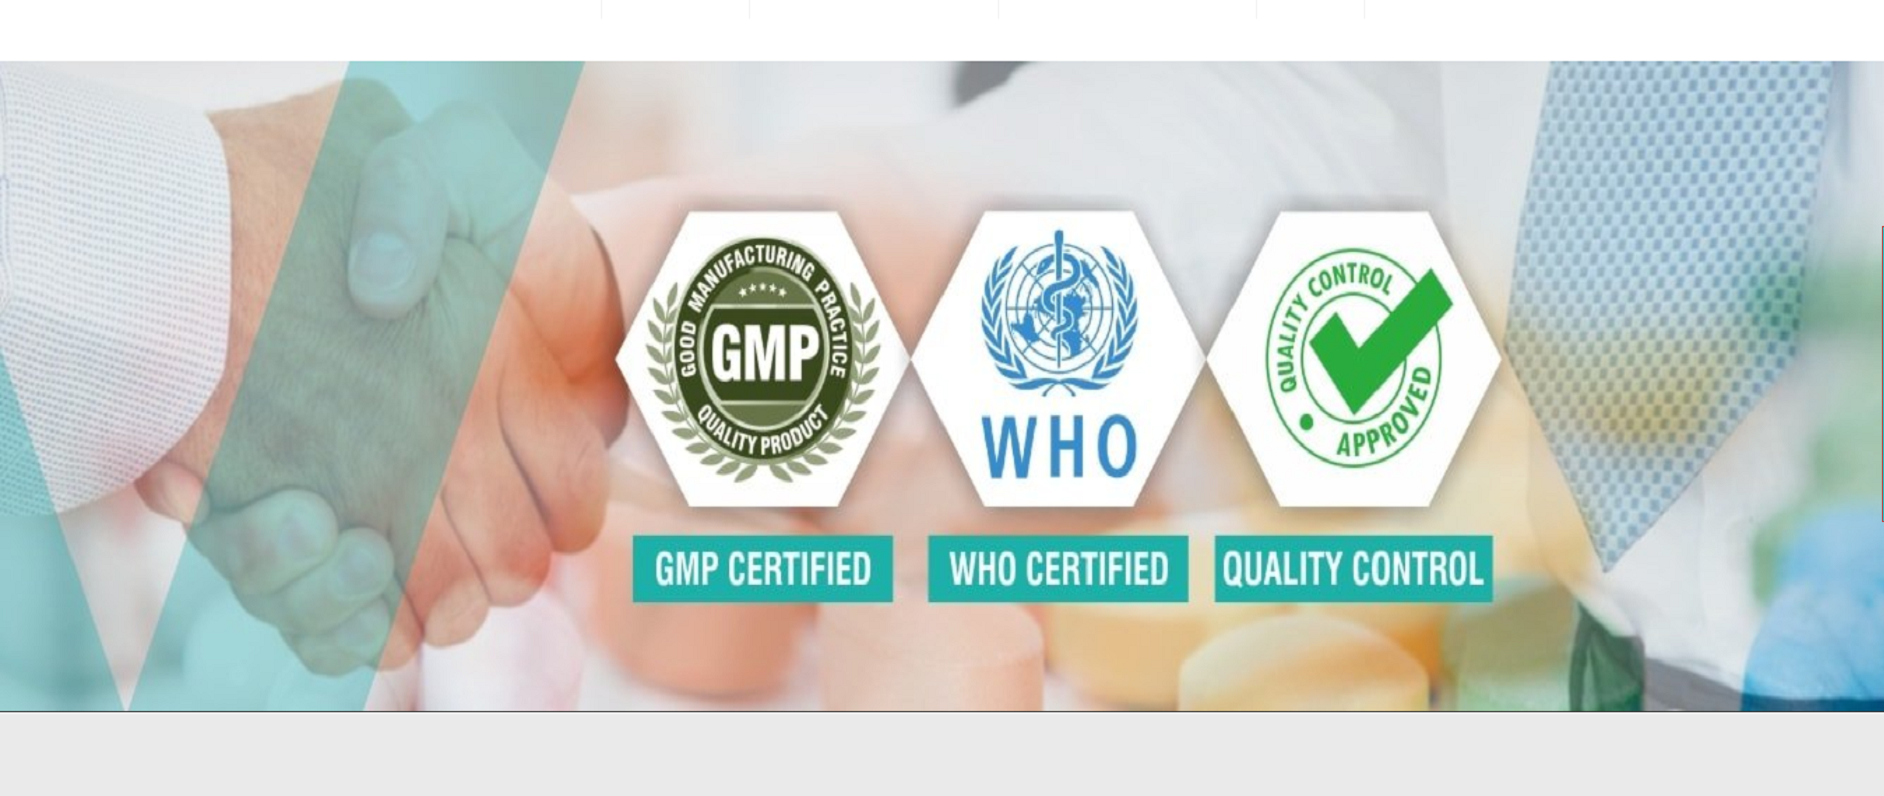 GOOD MANUFACTURING PRACTICE
GMP
QUALITY PRODUCT
WHO
QUALITY CONTROL
APPROVED
GMP CERTIFIED
WHO CERTIFIED
QUALITY CONTROL